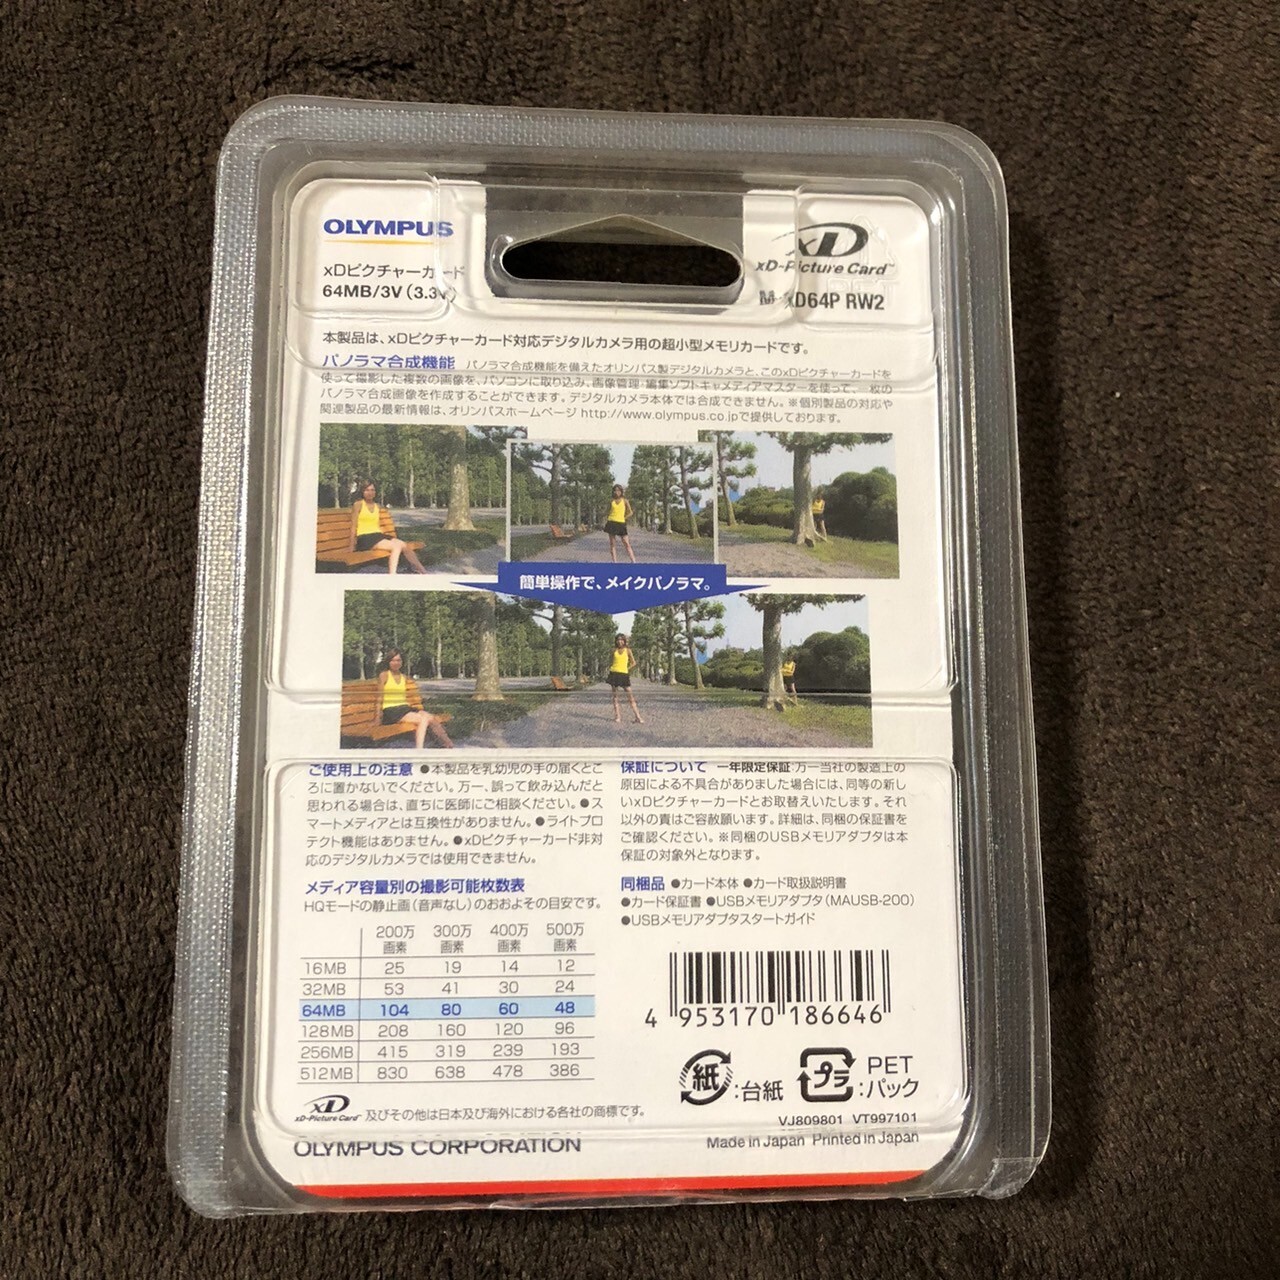 OLYMPUS
xDピクチャーカード
64MB/3V (3.3V)
xD
xD-Picture Card™
M-XD64P RW2
本製品は、xDピクチャーカード対応デジタルカメラ用の超小型メモリカードです。
パノラマ合成機能 パノラマ合成機能を備えたオリンパス製デジタルカメラと、このxDピクチャーカードを
使って撮影した複数の画像を、パソコンに取り込み、画像管理・編集ソフトキャメディアマスターを使って、一枚の
パノラマ合成画像を作成することができます。デジタルカメラ本体では合成できません。※個別製品の対応や
関連製品の最新情報は、オリンパスホームページ http://www.olympus.co.jpで提供しております。
簡単操作で、メイクパノラマ。
ご使用上の注意 ●本製品を乳幼児の手の届くとこ
ろに置かないでください。万一、誤って飲み込んだと
思われる場合は、直ちに医師にご相談ください。●ス
マートメディアとは互換性がありません。●ライトプロ
テクト機能はありません。●xDピクチャーカード非対
応のデジタルカメラでは使用できません。
メディア容量別の撮影可能枚数表
HQモードの静止画(音声なし)のおおよその目安です。
200万画素 300万画素 400万画素 500万画素
16MB 25 19 14 12
32MB 53 41 30 24
64MB 104 80 60 48
128MB 208 160 120 96
256MB 415 319 239 193
512MB 830 638 478 386
xD
xD-Picture Card™ 及びその他は日本及び海外における各社の商標です。
OLYMPUS CORPORATION
保証について 一年限定保証:万一当社の製造上の
原因による不具合がありました場合には、同等の新し
いxDピクチャーカードとお取替えいたします。それ
以外の責はご容赦願います。詳細は、同梱の保証書を
ご確認ください。※同梱のUSBメモリアダプタは本
保証の対象外となります。
同梱品 ●カード本体 ●カード取扱説明書
●カード保証書 ●USBメモリアダプタ(MAUSB-200)
●USBメモリアダプタスタートガイド
4 953170 186646
紙 :台紙
プラ PET
:パック
VJ809801 VT997101
Made in Japan Printed in Japan